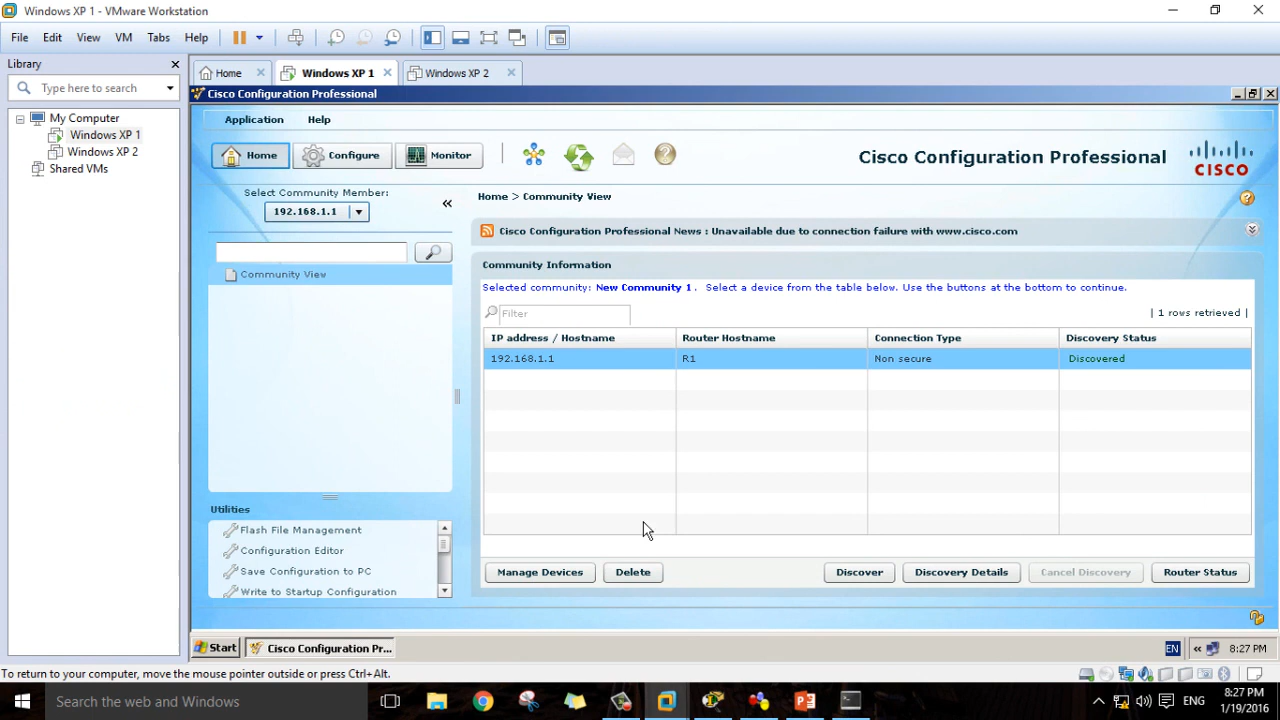 Windows XP 1 - VMware Workstation
File Edit View VM Tabs Help
Library
Type here to search
My Computer
Windows XP 1
Windows XP 2
Shared VMs
Home Windows XP 1 Windows XP 2
Cisco Configuration Professional
Application Help
Home Configure Monitor
Cisco Configuration Professional
CISCO
Select Community Member:
192.168.1.1
Community View
Home > Community View
Cisco Configuration Professional News : Unavailable due to connection failure with www.cisco.com
Community Information
Selected community: New Community 1 . Select a device from the table below. Use the buttons at the bottom to continue.
Filter
| 1 rows retrieved |
IP address / Hostname Router Hostname Connection Type Discovery Status
192.168.1.1 R1 Non secure Discovered
Utilities
Flash File Management
Configuration Editor
Save Configuration to PC
Write to Startup Configuration
Manage Devices Delete Discover Discovery Details Cancel Discovery Router Status
Start Cisco Configuration Pr... EN 8:27 PM
To return to your computer, move the mouse pointer outside or press Ctrl+Alt.
Search the web and Windows
ENG
8:27 PM
1/19/2016